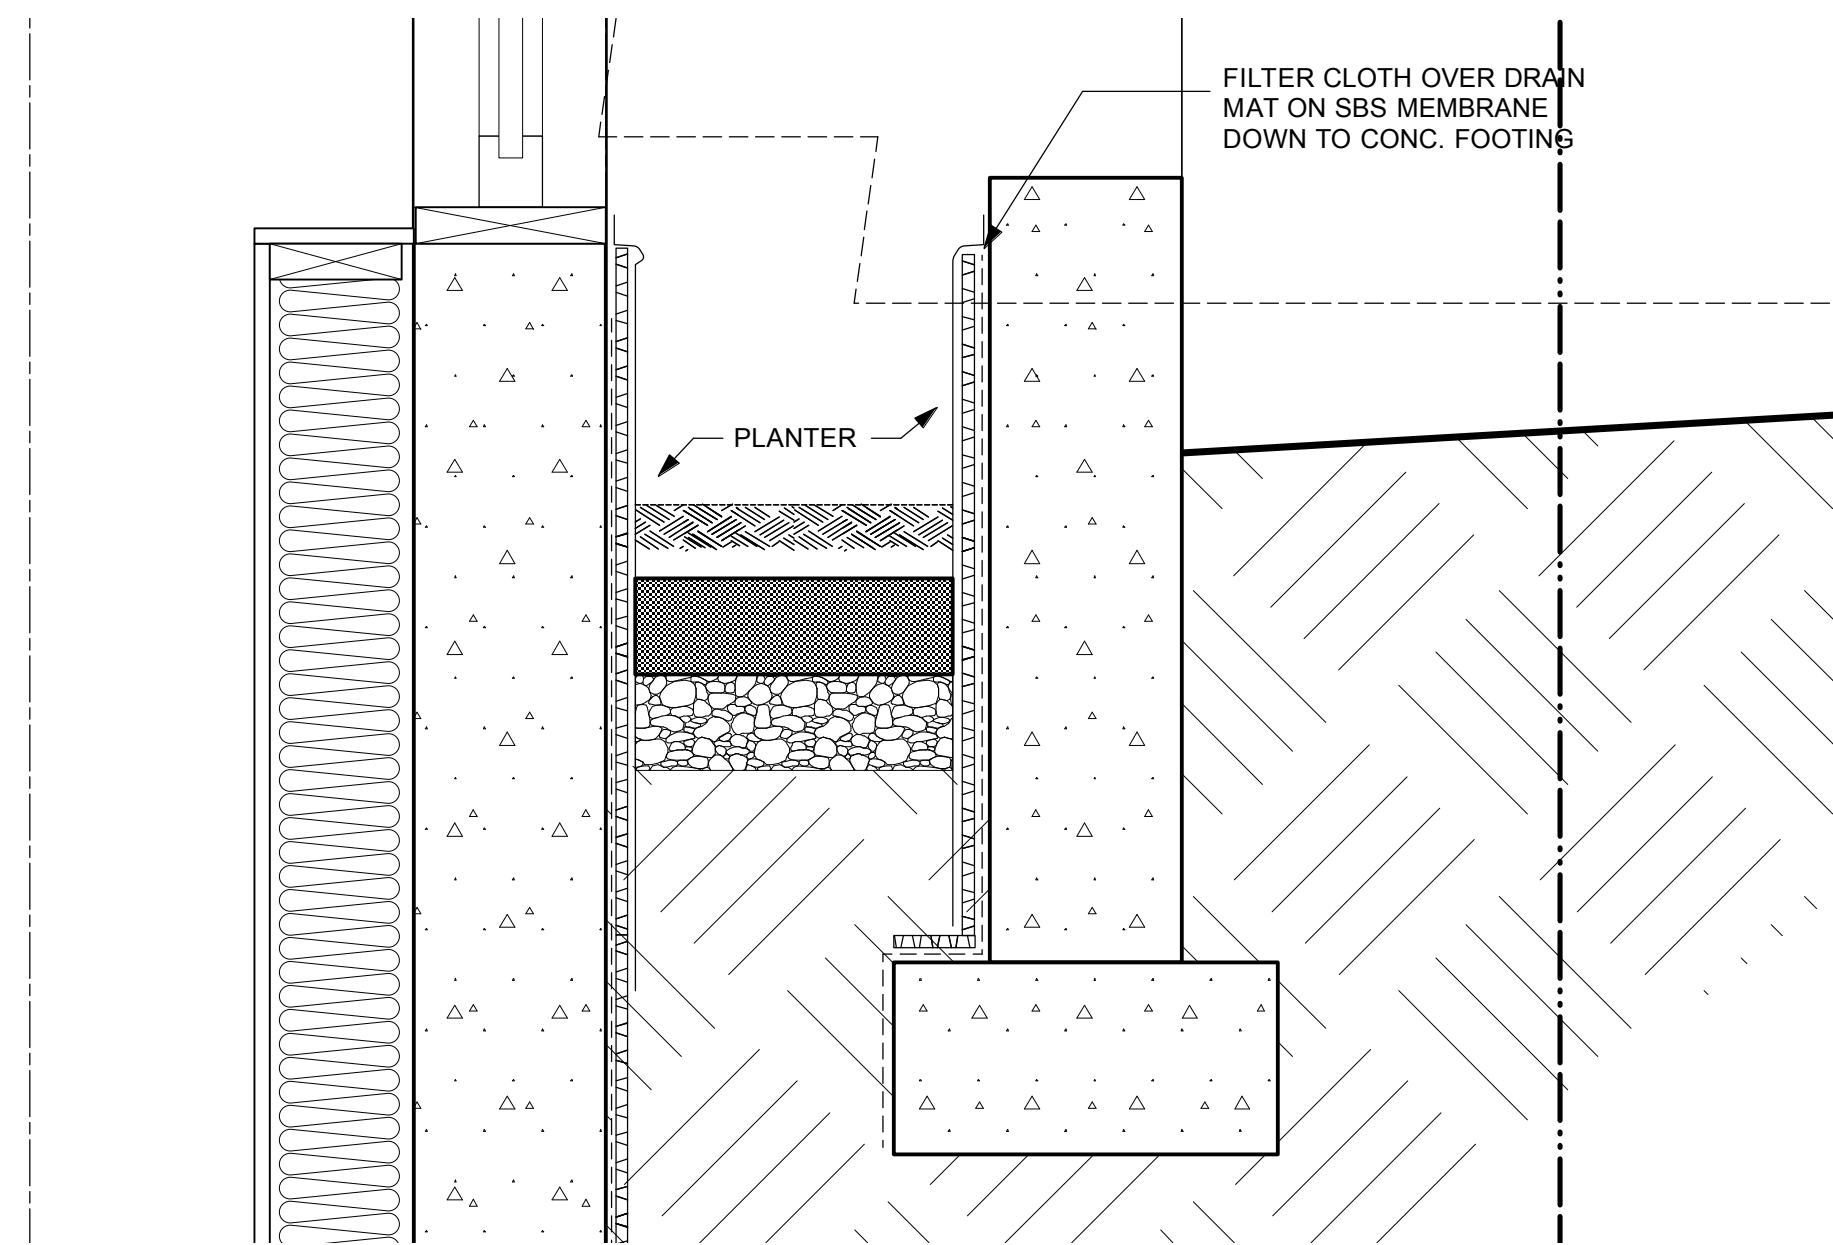 FILTER CLOTH OVER DRAIN
MAT ON SBS MEMBRANE
DOWN TO CONC. FOOTING
PLANTER